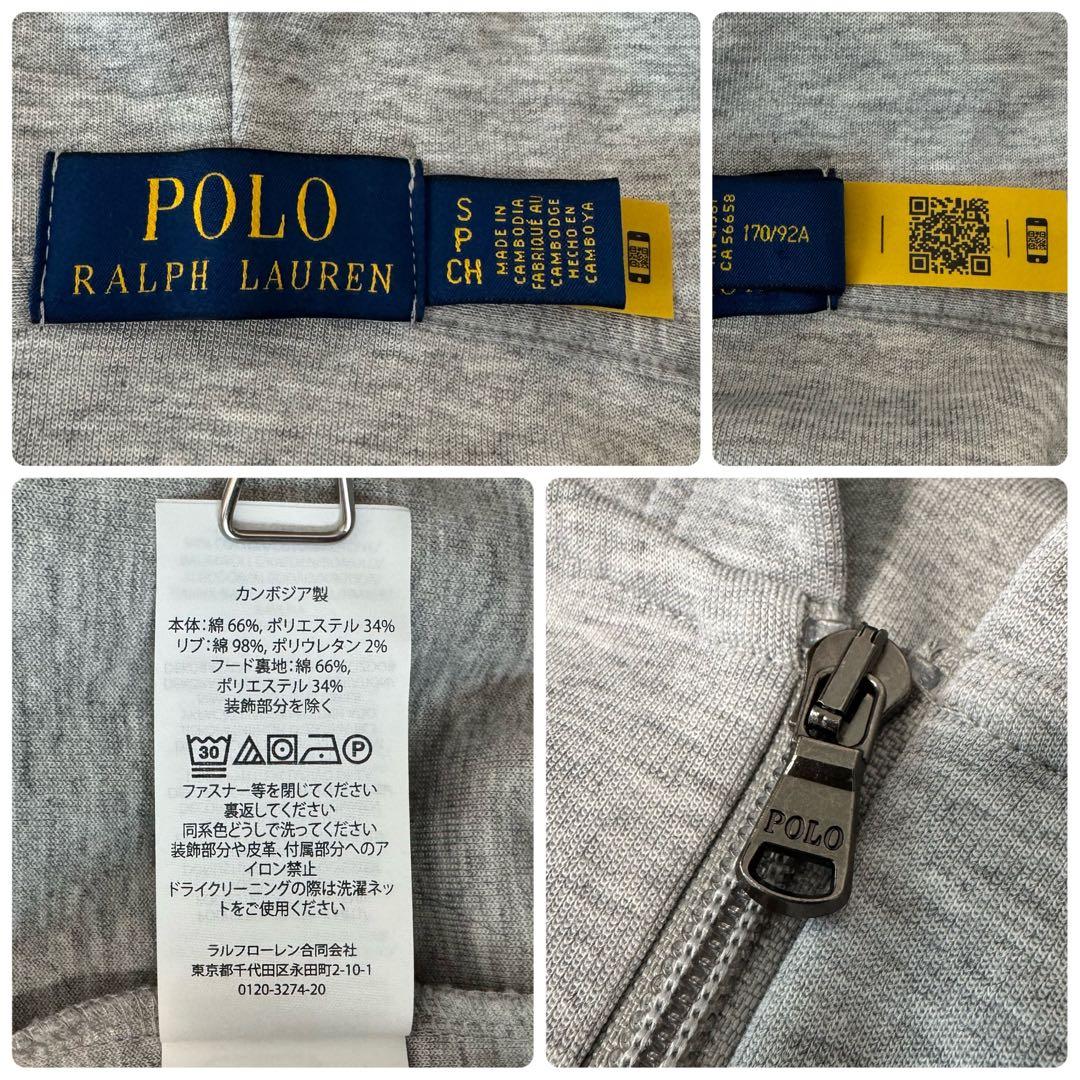 POLO
RALPH LAUREN
S
P
CH
MADE IN
CAMBODIA
FABRIQUÉ AU
CAMBODGE
HECHO EN
CAMBOYA
CA 56658
170/92A
カンボジア製
本体:綿 66%, ポリエステル 34%
リブ:綿 98%, ポリウレタン 2%
フード裏地:綿 66%,
ポリエステル 34%
装飾部分を除く
30
P
ファスナー等を閉じてください
裏返してください
同系色どうしで洗ってください
装飾部分や皮革、付属部分へのア
イロン禁止
ドライクリーニングの際は洗濯ネッ
トをご使用ください
ラルフローレン合同会社
東京都千代田区永田町2-10-1
0120-3274-20
POLO